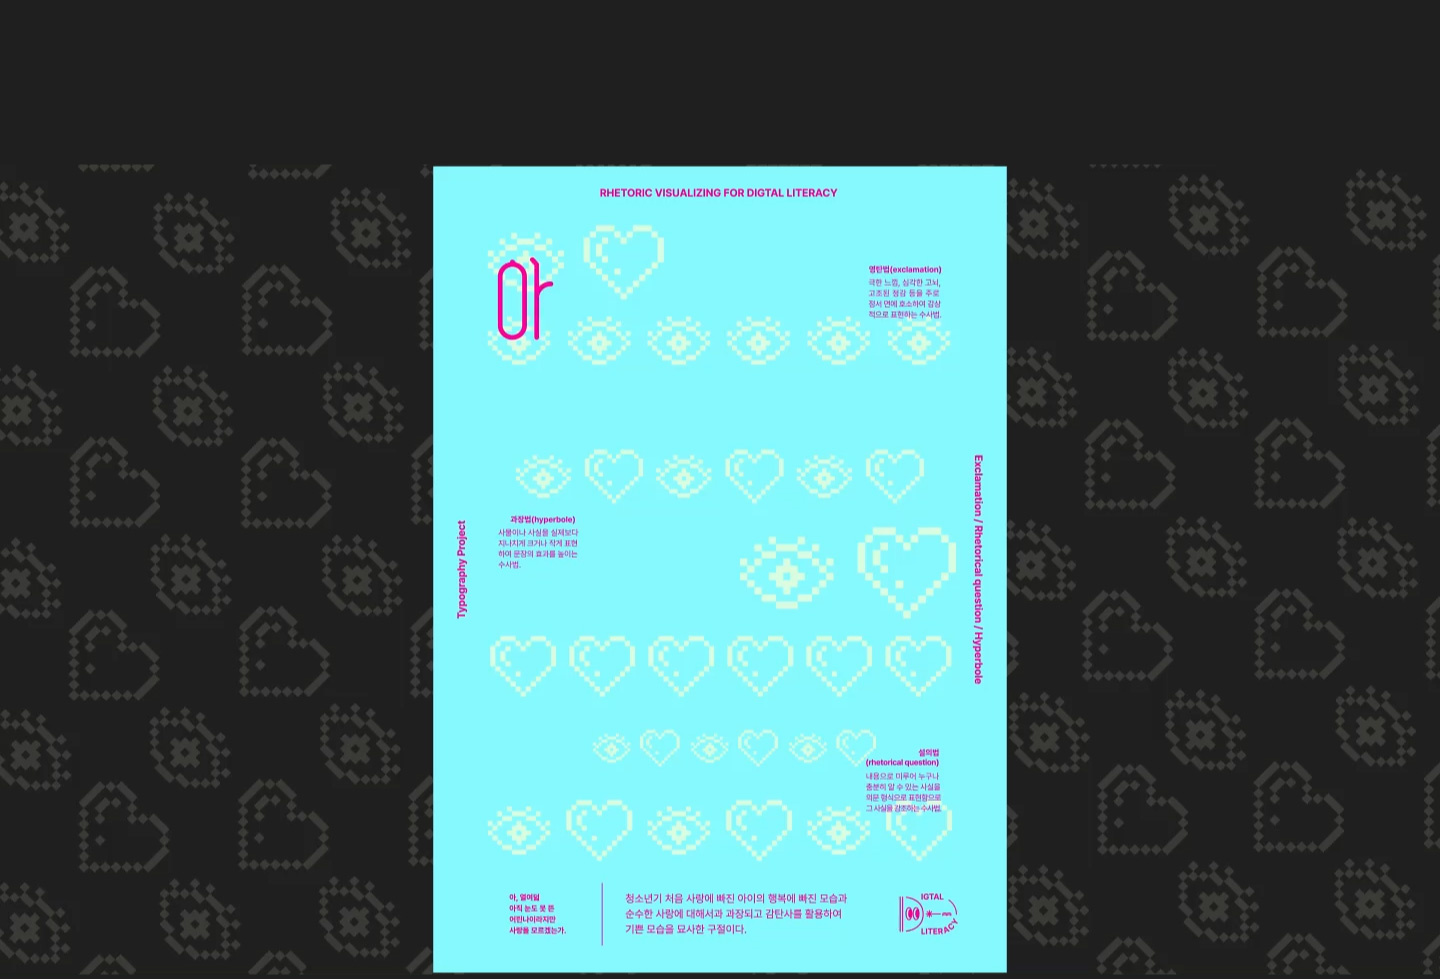 RHETORIC VISUALIZING FOR DIGTAL LITERACY
아
영탄법(exclamation)
극한 느낌, 심각한 고뇌,
고조된 정감 등을 주로
정서 면에 호소하여 감상
적으로 표현하는 수사법.
Exclamation / Rhetorical question / Hyperbole
과장법(hyperbole)
사물이나 사실을 실제보다
지나치게 크거나 작게 표현
하여 문장의 효과를 높이는
수사법.
Typography Project
설의법
(rhetorical question)
내용으로 미루어 누구나
충분히 알 수 있는 사실을
의문 형식으로 표현함으로
그 사실을 강조하는 수사법.
아, 열여덟
아직 눈도 못 뜬
어린나이라지만
사랑을 모르겠는가.
청소년기 처음 사랑에 빠진 아이의 행복에 빠진 모습과
순수한 사랑에 대해서과 과장되고 감탄사를 활용하여
기쁜 모습을 묘사한 구절이다.
IGTAL
LITERACY